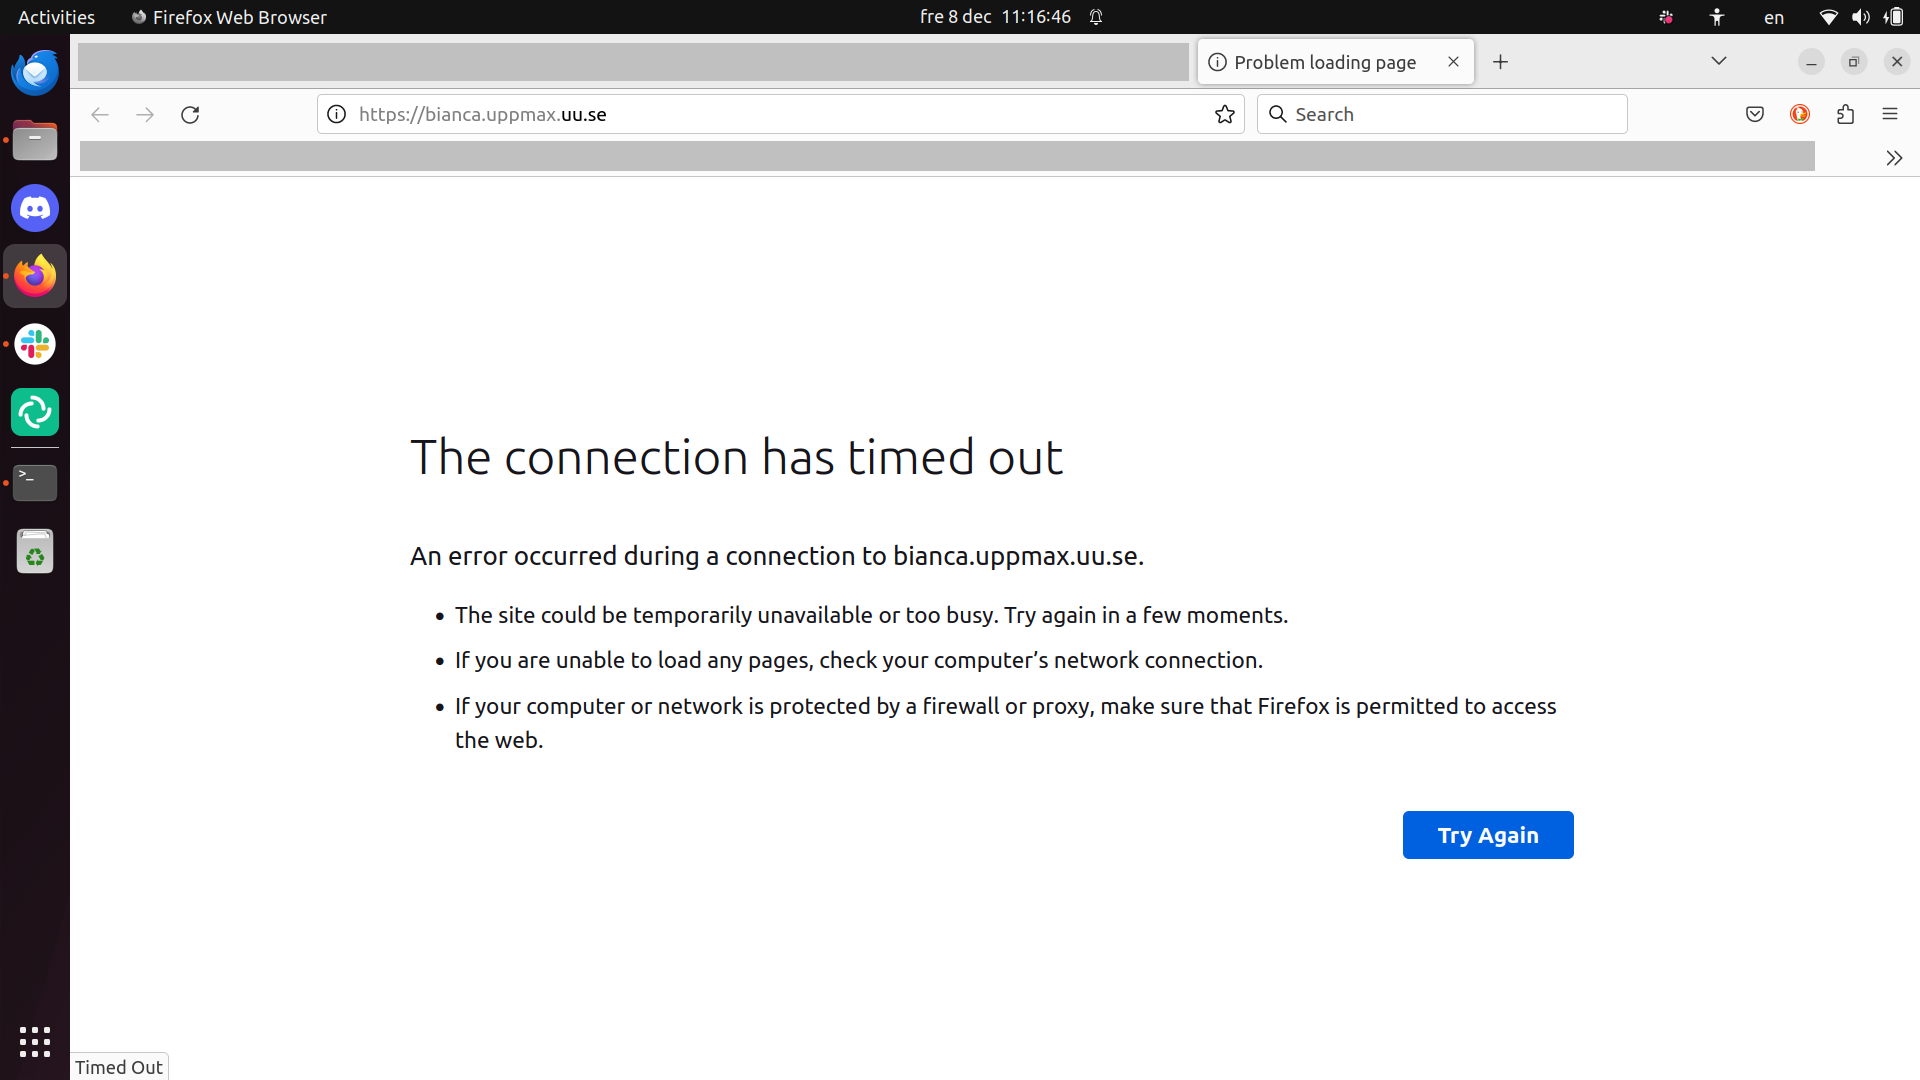 Activities Firefox Web Browser fre 8 dec 11:16:46 en
Problem loading page
https://bianca.uppmax.uu.se Search
The connection has timed out
An error occurred during a connection to bianca.uppmax.uu.se.
• The site could be temporarily unavailable or too busy. Try again in a few moments.
• If you are unable to load any pages, check your computer’s network connection.
• If your computer or network is protected by a firewall or proxy, make sure that Firefox is permitted to access
the web.
Try Again
Timed Out